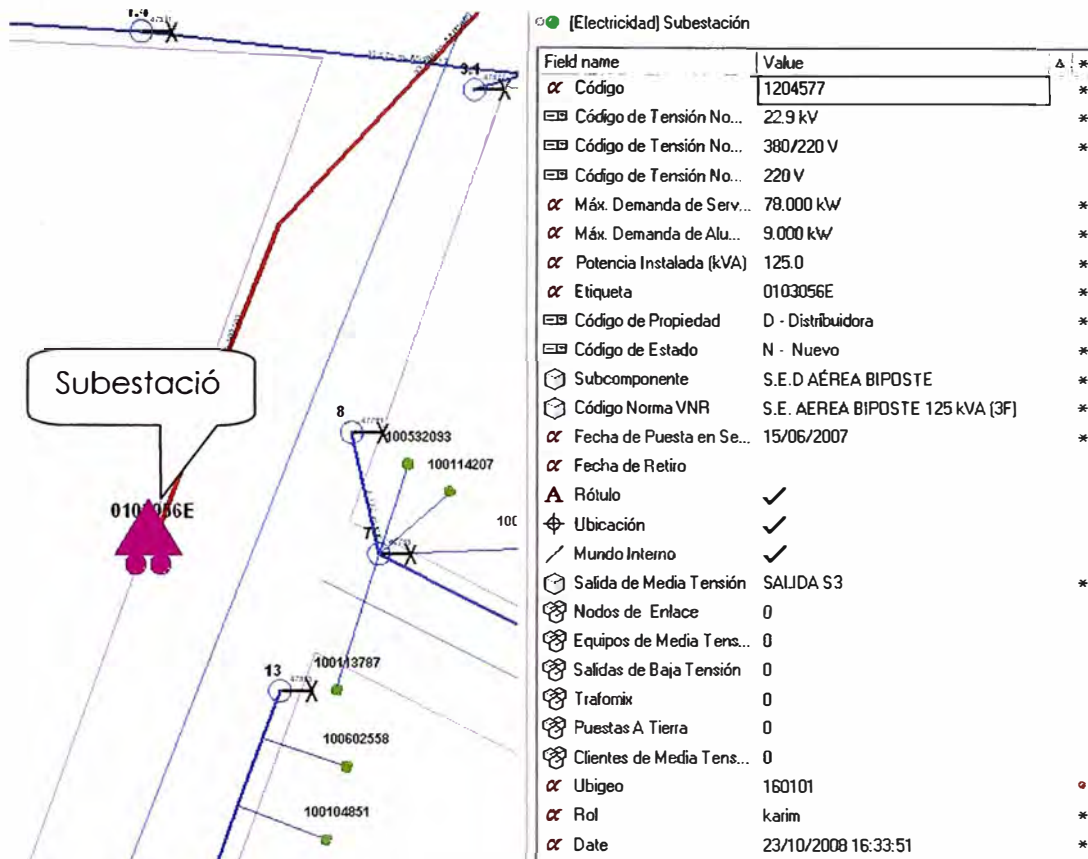 Subestació
0103056E
8
100532093
100114207
100
7
13
100113787
100602558
100104851
3.1
[Electricidad] Subestación
Field name Value
Código 1204577
Código de Tensión No... 22.9 kV
Código de Tensión No... 380/220 V
Código de Tensión No... 220 V
Máx. Demanda de Serv... 78.000 kW
Máx. Demanda de Alu... 9.000 kW
Potencia Instalada (kVA) 125.0
Etiqueta 0103056E
Código de Propiedad D - Distribuidora
Código de Estado N - Nuevo
Subcomponente S.E.D AÉREA BIPOSTE
Código Norma VNR S.E. AEREA BIPOSTE 125 kVA (3F)
Fecha de Puesta en Se... 15/06/2007
Fecha de Retiro
Rótulo
Ubicación
Mundo Interno
Salida de Media Tensión SALIDA S3
Nodos de Enlace 0
Equipos de Media Tens... 0
Salidas de Baja Tensión 0
Trafomix 0
Puestas A Tierra 0
Clientes de Media Tens... 0
Ubigeo 160101
Rol karim
Date 23/10/2008 16:33:51